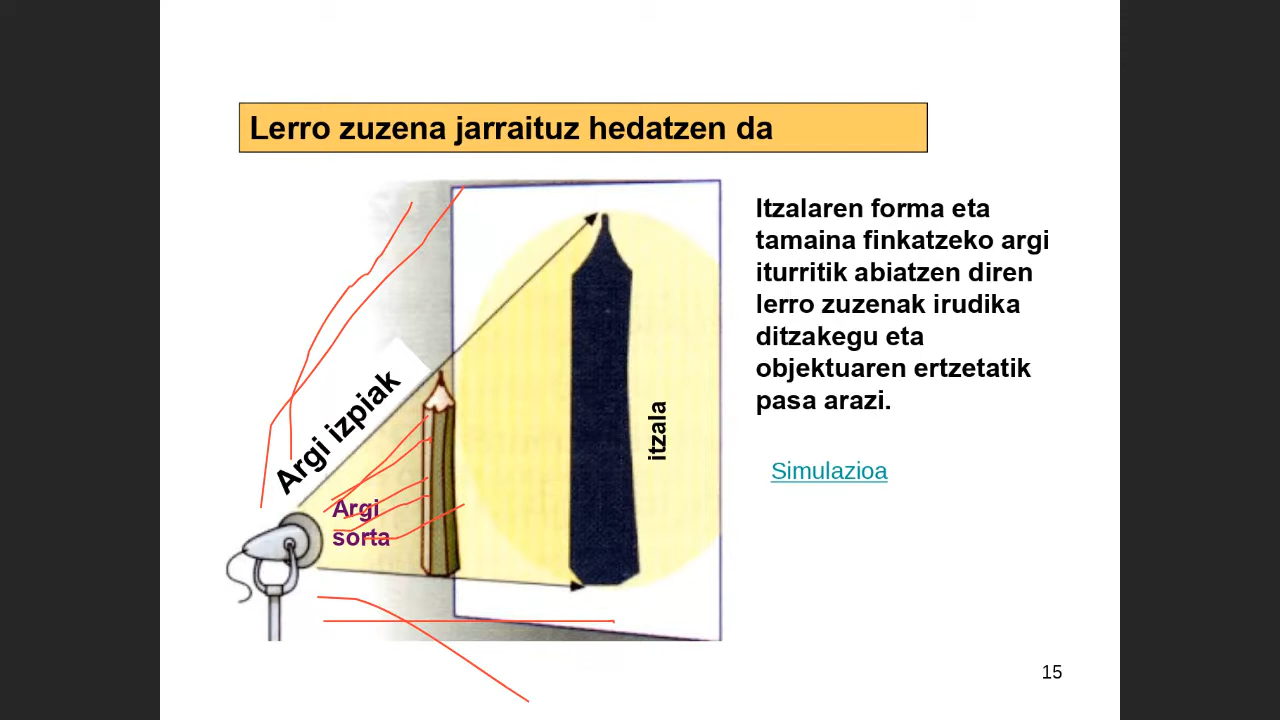 Lerro zuzena jarraituz hedatzen da
Itzalaren forma eta
tamaina finkatzeko argi
iturritik abiatzen diren
lerro zuzenak irudika
ditzakegu eta
objektuaren ertzetatik
pasa arazi.
Argi izpiak
itzala
Simulazioa
Argi
sorta
15